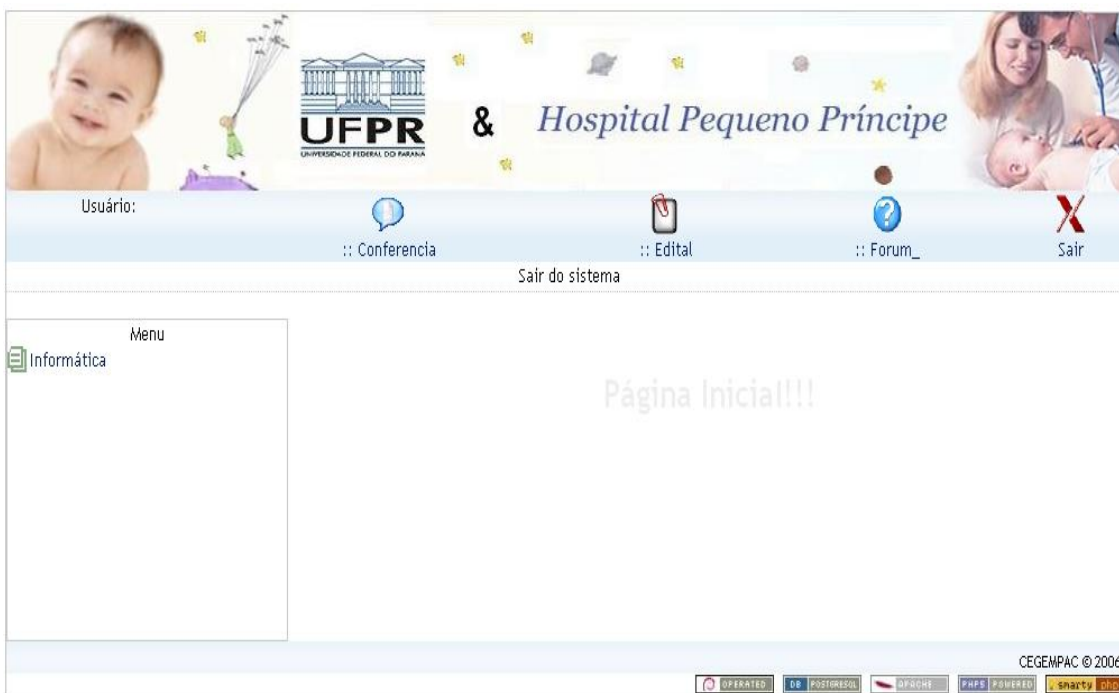 UFPR
UNIVERSIDADE FEDERAL DO PARANÁ
&
Hospital Pequeno Príncipe
Usuário:
:: Conferencia
:: Edital
:: Forum_
Sair
Sair do sistema
Menu
Informática
Página Inicial!!!
CEGEMPAC © 2006
OPERATED
DB POSTGRESQL
APACHE
PHP5 POWERED
smarty php